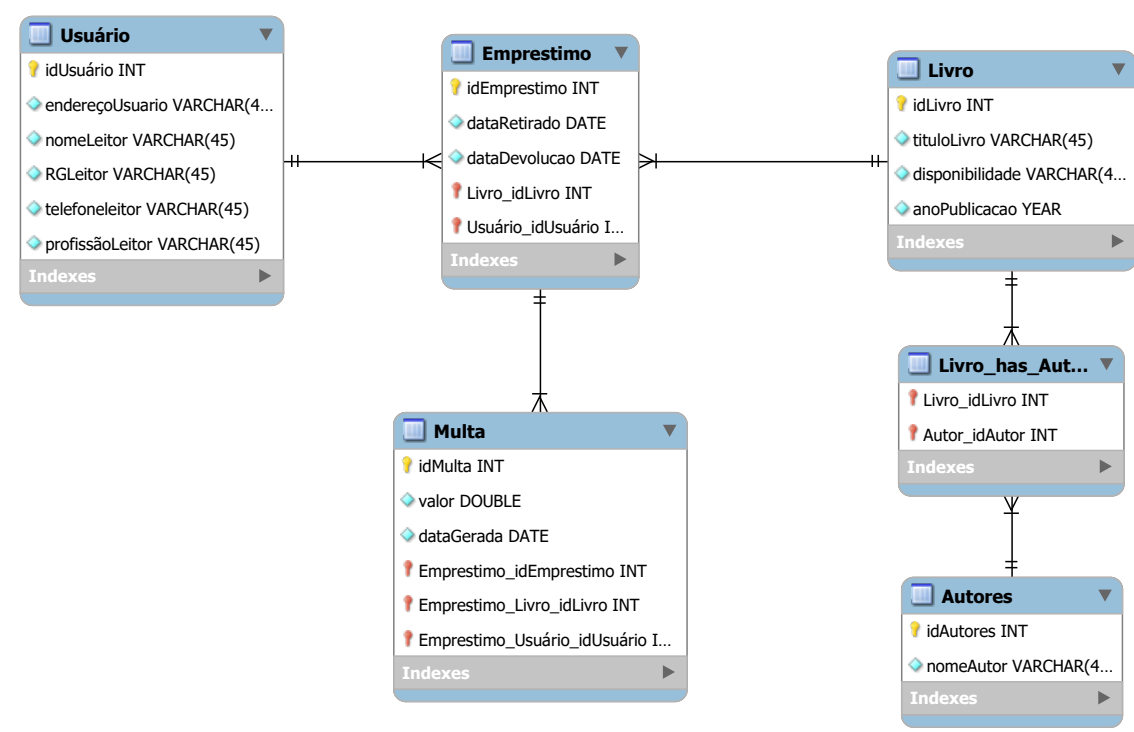 Usuário
idUsuário INT
endereçoUsuario VARCHAR(4...
nomeLeitor VARCHAR(45)
RGLeitor VARCHAR(45)
telefoneleitor VARCHAR(45)
profissãoLeitor VARCHAR(45)
Indexes
Emprestimo
idEmprestimo INT
dataRetirado DATE
dataDevolucao DATE
Livro_idLivro INT
Usuário_idUsuário I...
Indexes
Livro
idLivro INT
tituloLivro VARCHAR(45)
disponibilidade VARCHAR(4...
anoPublicacao YEAR
Indexes
Livro_has_Aut...
Livro_idLivro INT
Autor_idAutor INT
Indexes
Multa
idMulta INT
valor DOUBLE
dataGerada DATE
Emprestimo_idEmprestimo INT
Emprestimo_Livro_idLivro INT
Emprestimo_Usuário_idUsuário I...
Indexes
Autores
idAutores INT
nomeAutor VARCHAR(4...
Indexes